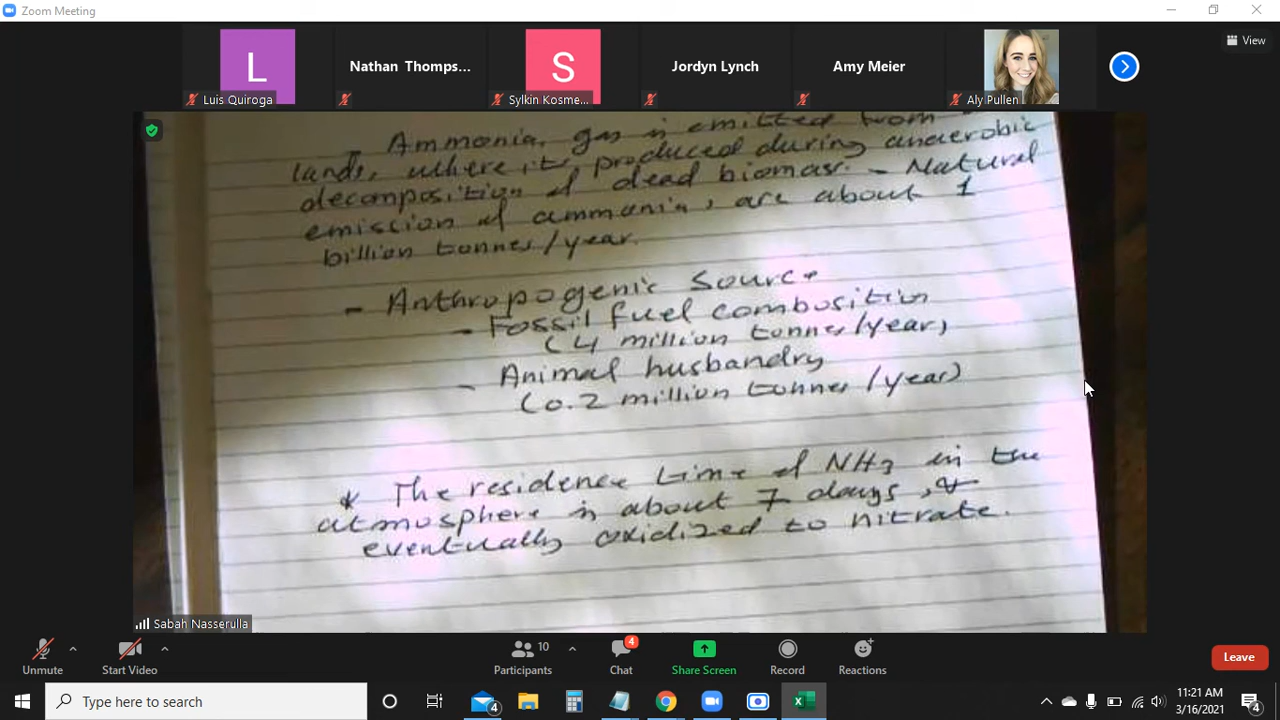 Zoom Meeting
View
L
Luis Quiroga
Nathan Thomps...
S
Sylkin Kosme...
Jordyn Lynch
Amy Meier
Aly Pullen
- Ammonia gas is emitted from
lands, where it's produced during anaerobic
decomposition of dead biomass. - Natural
emission of ammonia, are about 1
billion tonnes/year.
- Anthropogenic Source
- Fossil fuel combosition
(4 million tonnes/year)
- Animal husbandry
(0.2 million tonnes/year)
* The residence time of NH3 in the
atmosphere is about 7 days, &
eventually oxidized to nitrate.
Sabah Nasserulla
Unmute
Start Video
10
Participants
4
Chat
Share Screen
Record
Reactions
Leave
Type here to search
4
11:21 AM
3/16/2021
4